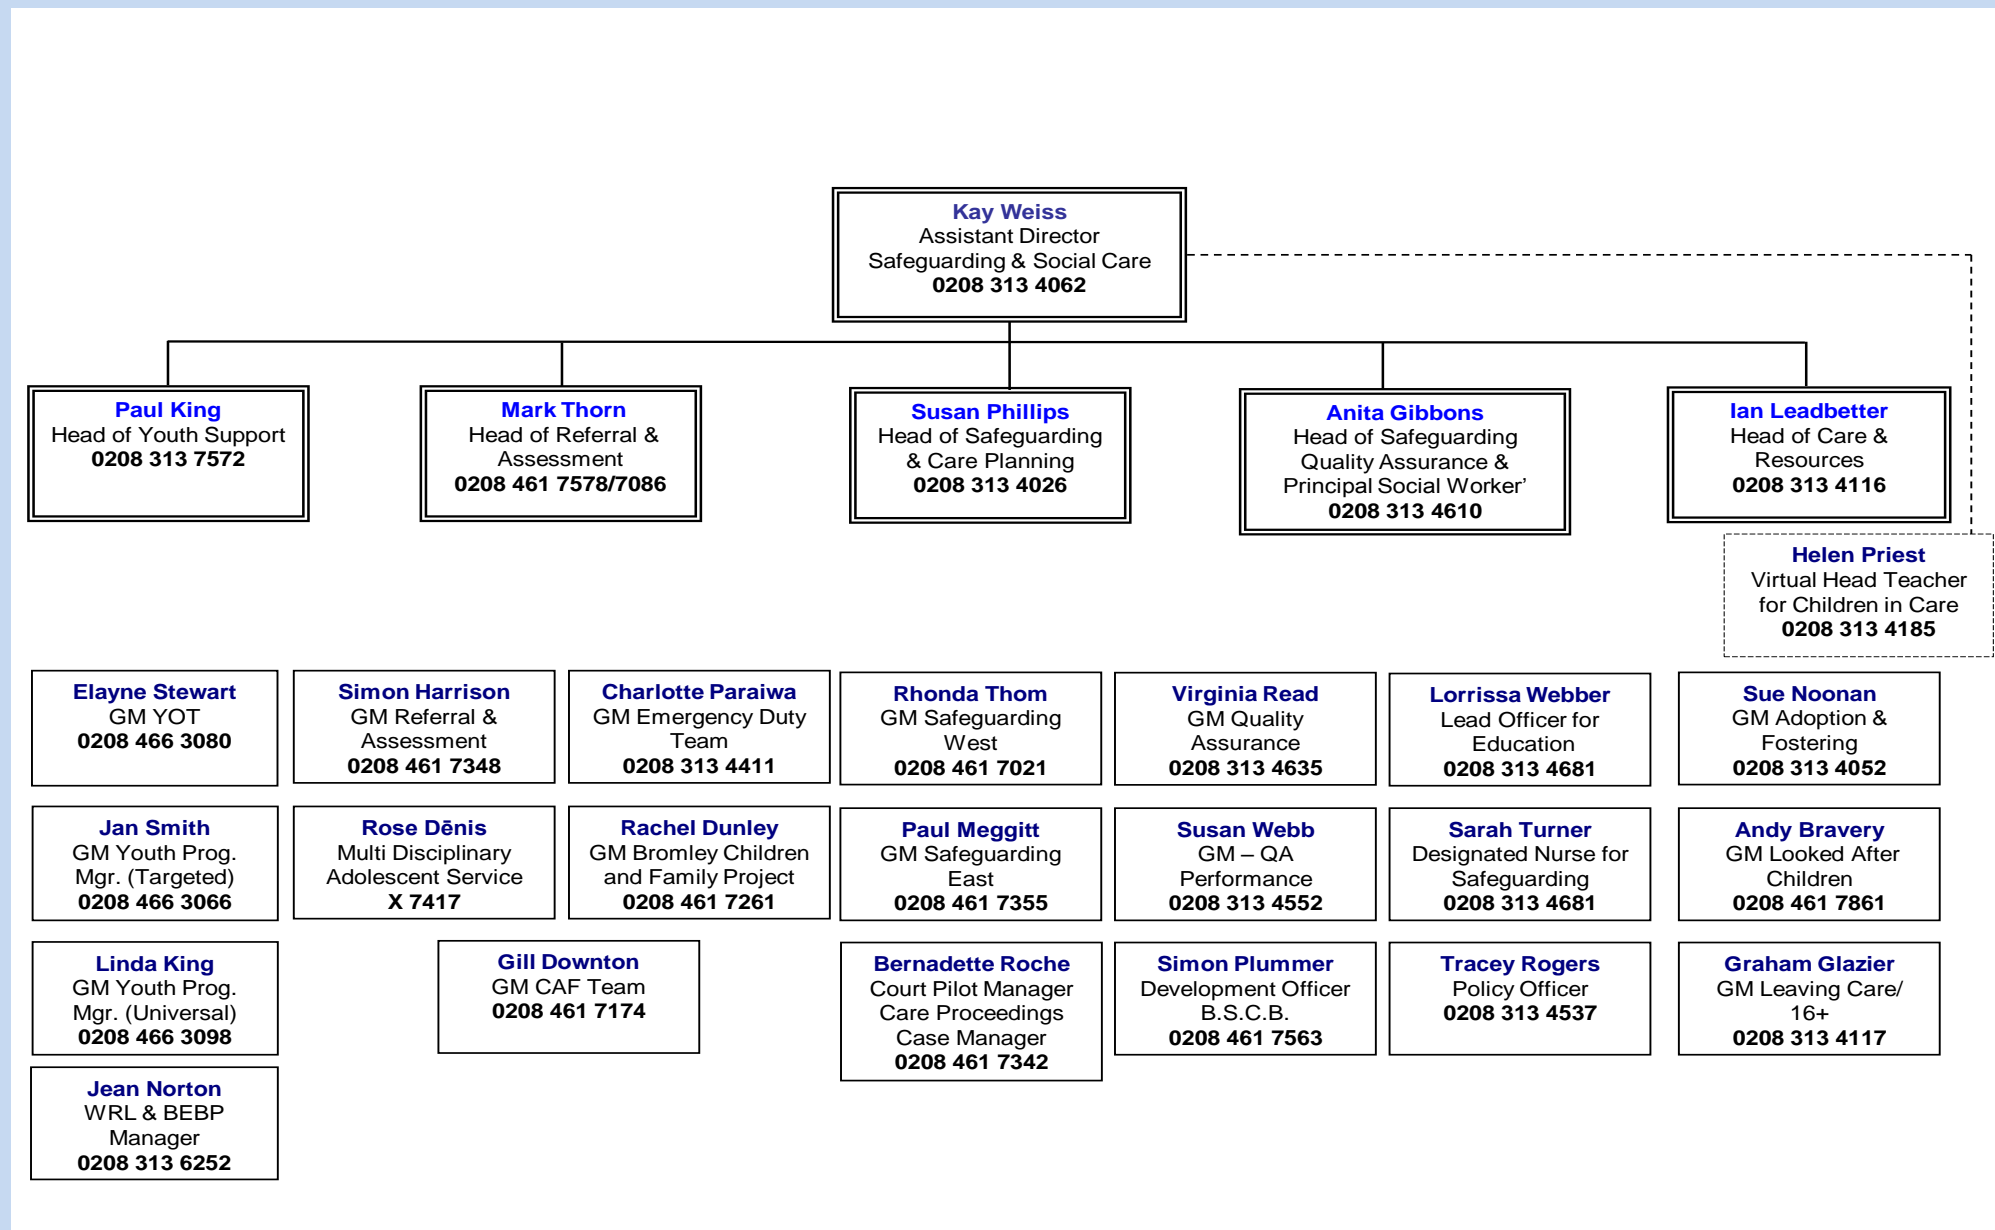 Kay Weiss
Assistant Director
Safeguarding & Social Care
0208 313 4062
Paul King
Head of Youth Support
0208 313 7572
Mark Thorn
Head of Referral &
Assessment
0208 461 7578/7086
Susan Phillips
Head of Safeguarding
& Care Planning
0208 313 4026
Anita Gibbons
Head of Safeguarding
Quality Assurance &
Principal Social Worker’
0208 313 4610
Ian Leadbetter
Head of Care &
Resources
0208 313 4116
Helen Priest
Virtual Head Teacher
for Children in Care
0208 313 4185
Elayne Stewart
GM YOT
0208 466 3080
Simon Harrison
GM Referral &
Assessment
0208 461 7348
Charlotte Paraiwa
GM Emergency Duty
Team
0208 313 4411
Rhonda Thom
GM Safeguarding
West
0208 461 7021
Virginia Read
GM Quality
Assurance
0208 313 4635
Lorrissa Webber
Lead Officer for
Education
0208 313 4681
Sue Noonan
GM Adoption &
Fostering
0208 313 4052
Jan Smith
GM Youth Prog.
Mgr. (Targeted)
0208 466 3066
Rose Dēnis
Multi Disciplinary
Adolescent Service
X 7417
Rachel Dunley
GM Bromley Children
and Family Project
0208 461 7261
Paul Meggitt
GM Safeguarding
East
0208 461 7355
Susan Webb
GM – QA
Performance
0208 313 4552
Sarah Turner
Designated Nurse for
Safeguarding
0208 313 4681
Andy Bravery
GM Looked After
Children
0208 461 7861
Linda King
GM Youth Prog.
Mgr. (Universal)
0208 466 3098
Gill Downton
GM CAF Team
0208 461 7174
Bernadette Roche
Court Pilot Manager
Care Proceedings
Case Manager
0208 461 7342
Simon Plummer
Development Officer
B.S.C.B.
0208 461 7563
Tracey Rogers
Policy Officer
0208 313 4537
Graham Glazier
GM Leaving Care/
16+
0208 313 4117
Jean Norton
WRL & BEBP
Manager
0208 313 6252